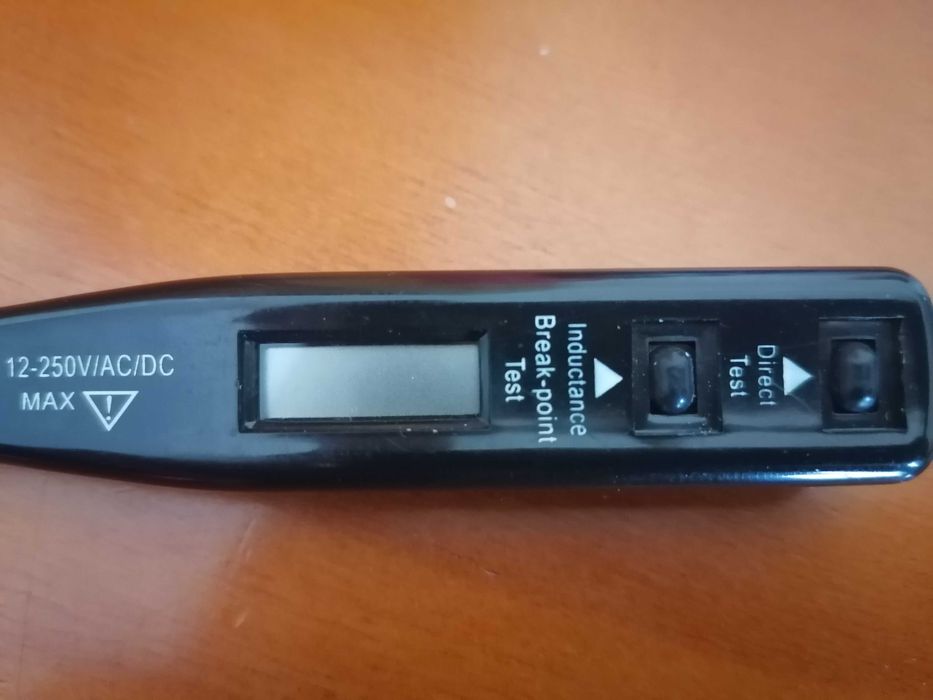 12-250V/AC/DC
MAX
Inductance
Break-point
Test
Direct
Test